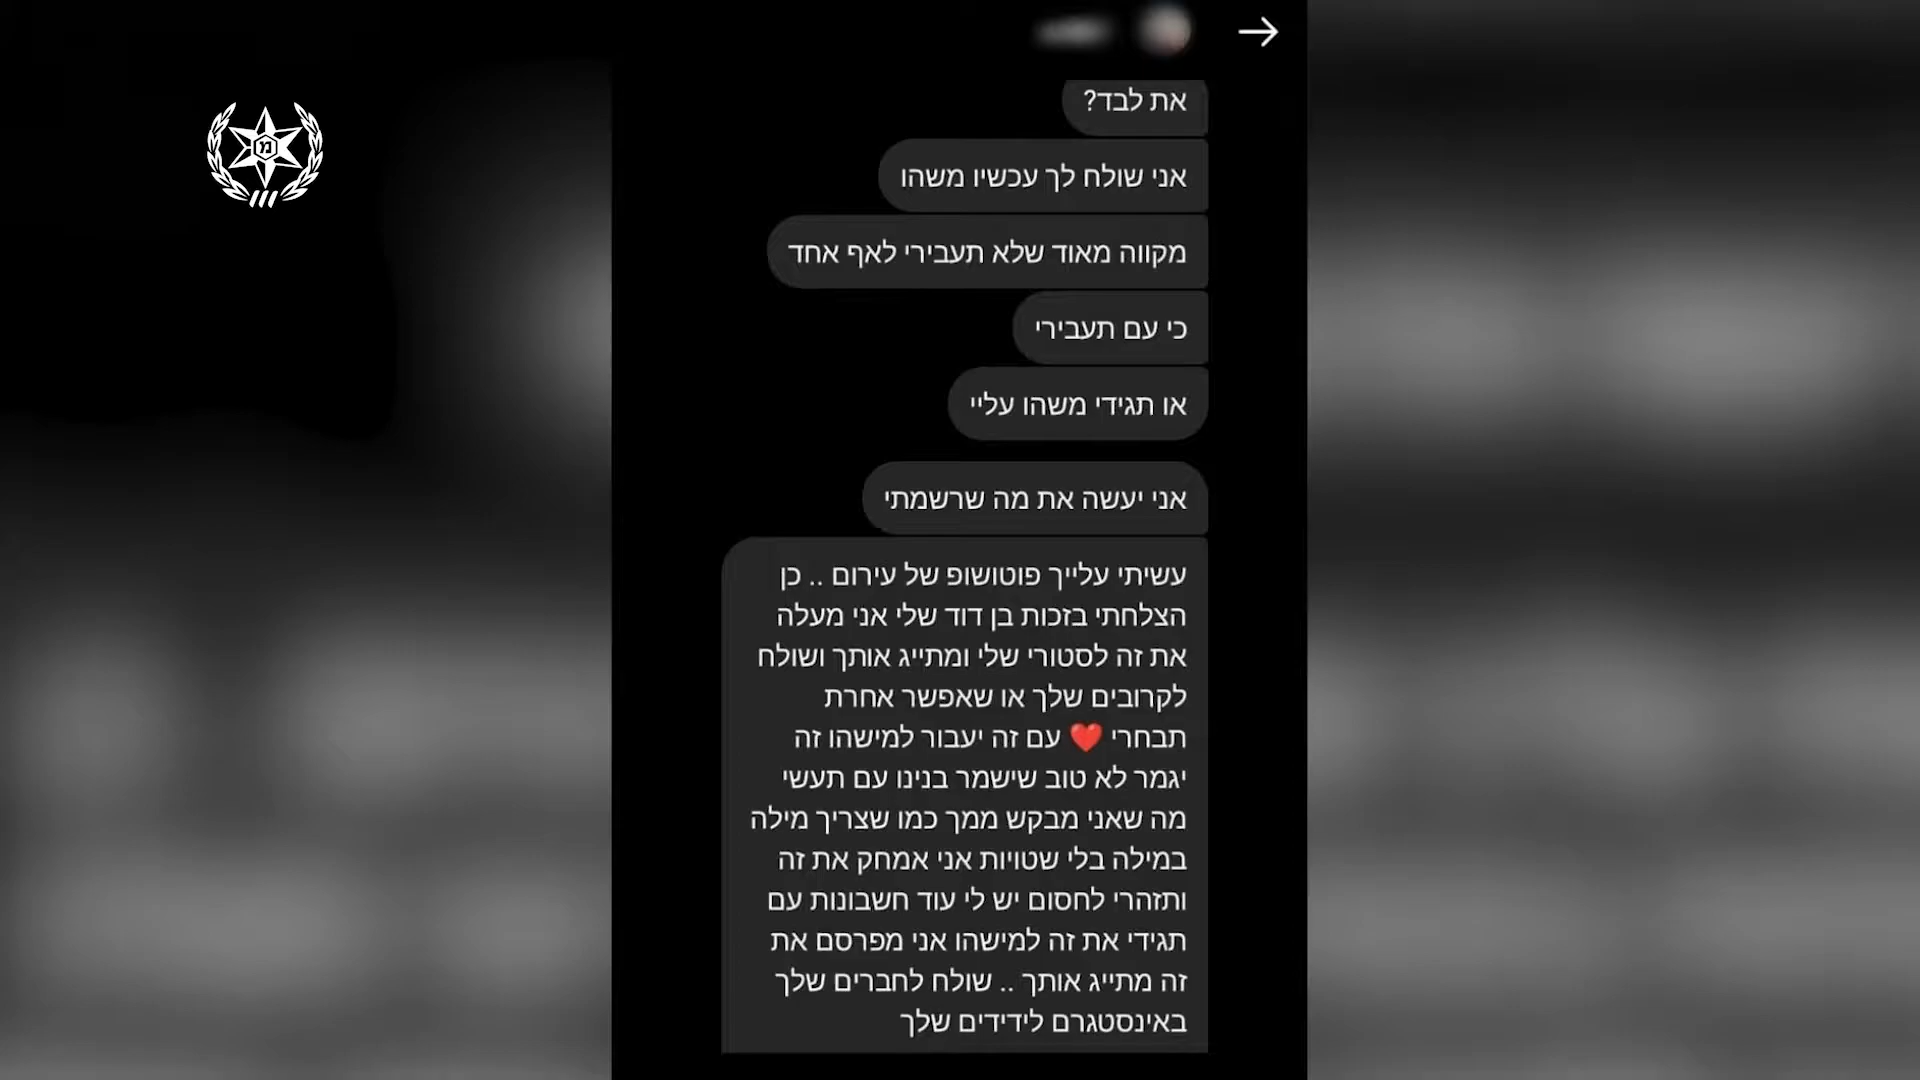 את לבד?
אני שולח לך עכשיו משהו
מקווה מאוד שלא תעבירי לאף אחד
כי עם תעבירי
או תגידי משהו עליי
אני יעשה את מה שרשמתי
עשיתי עלייך פוטושופ של עירום .. כן
הצלחתי בזכות בן דוד שלי אני מעלה
את זה לסטורי שלי ומתייג אותך ושולח
לקרובים שלך או שאפשר אחרת
תבחרי ❤️ עם זה יעבור למישהו זה
יגמר לא טוב שישמר בנינו עם תעשי
מה שאני מבקש ממך כמו שצריך מילה
במילה בלי שטויות אני אמחק את זה
ותזהרי לחסום יש לי עוד חשבונות עם
תגידי את זה למישהו אני מפרסם את
זה מתייג אותך .. שולח לחברים שלך
באינסטגרם לידידים שלך
מ